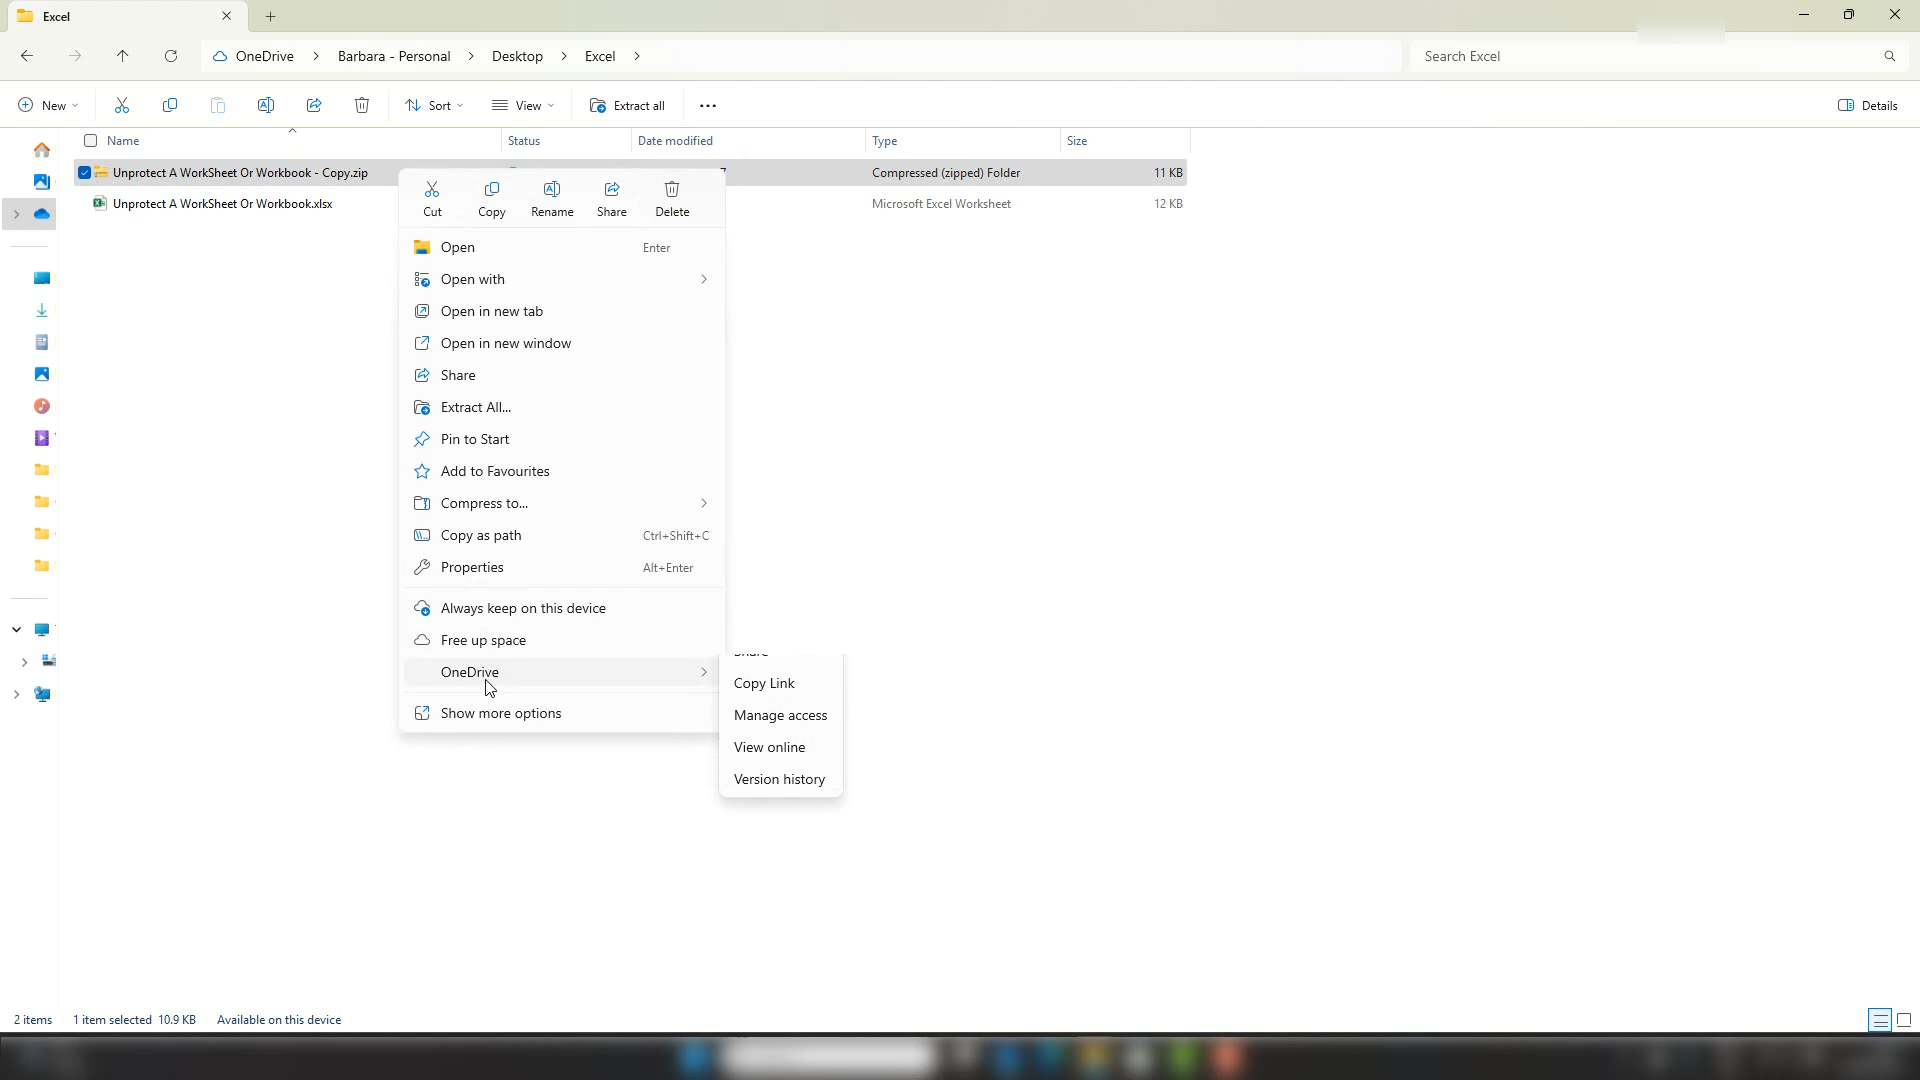 Excel
OneDrive > Barbara - Personal > Desktop > Excel >
Search Excel
New
Sort
View
Extract all
Details
Name
Status
Date modified
Type
Size
Unprotect A WorkSheet Or Workbook - Copy.zip
Compressed (zipped) Folder
11 KB
Unprotect A WorkSheet Or Workbook.xlsx
Microsoft Excel Worksheet
12 KB
Cut
Copy
Rename
Share
Delete
Open Enter
Open with
Open in new tab
Open in new window
Share
Extract All...
Pin to Start
Add to Favourites
Compress to...
Copy as path Ctrl+Shift+C
Properties Alt+Enter
Always keep on this device
Free up space
OneDrive
Show more options
Copy Link
Manage access
View online
Version history
2 items
1 item selected 10.9 KB
Available on this device